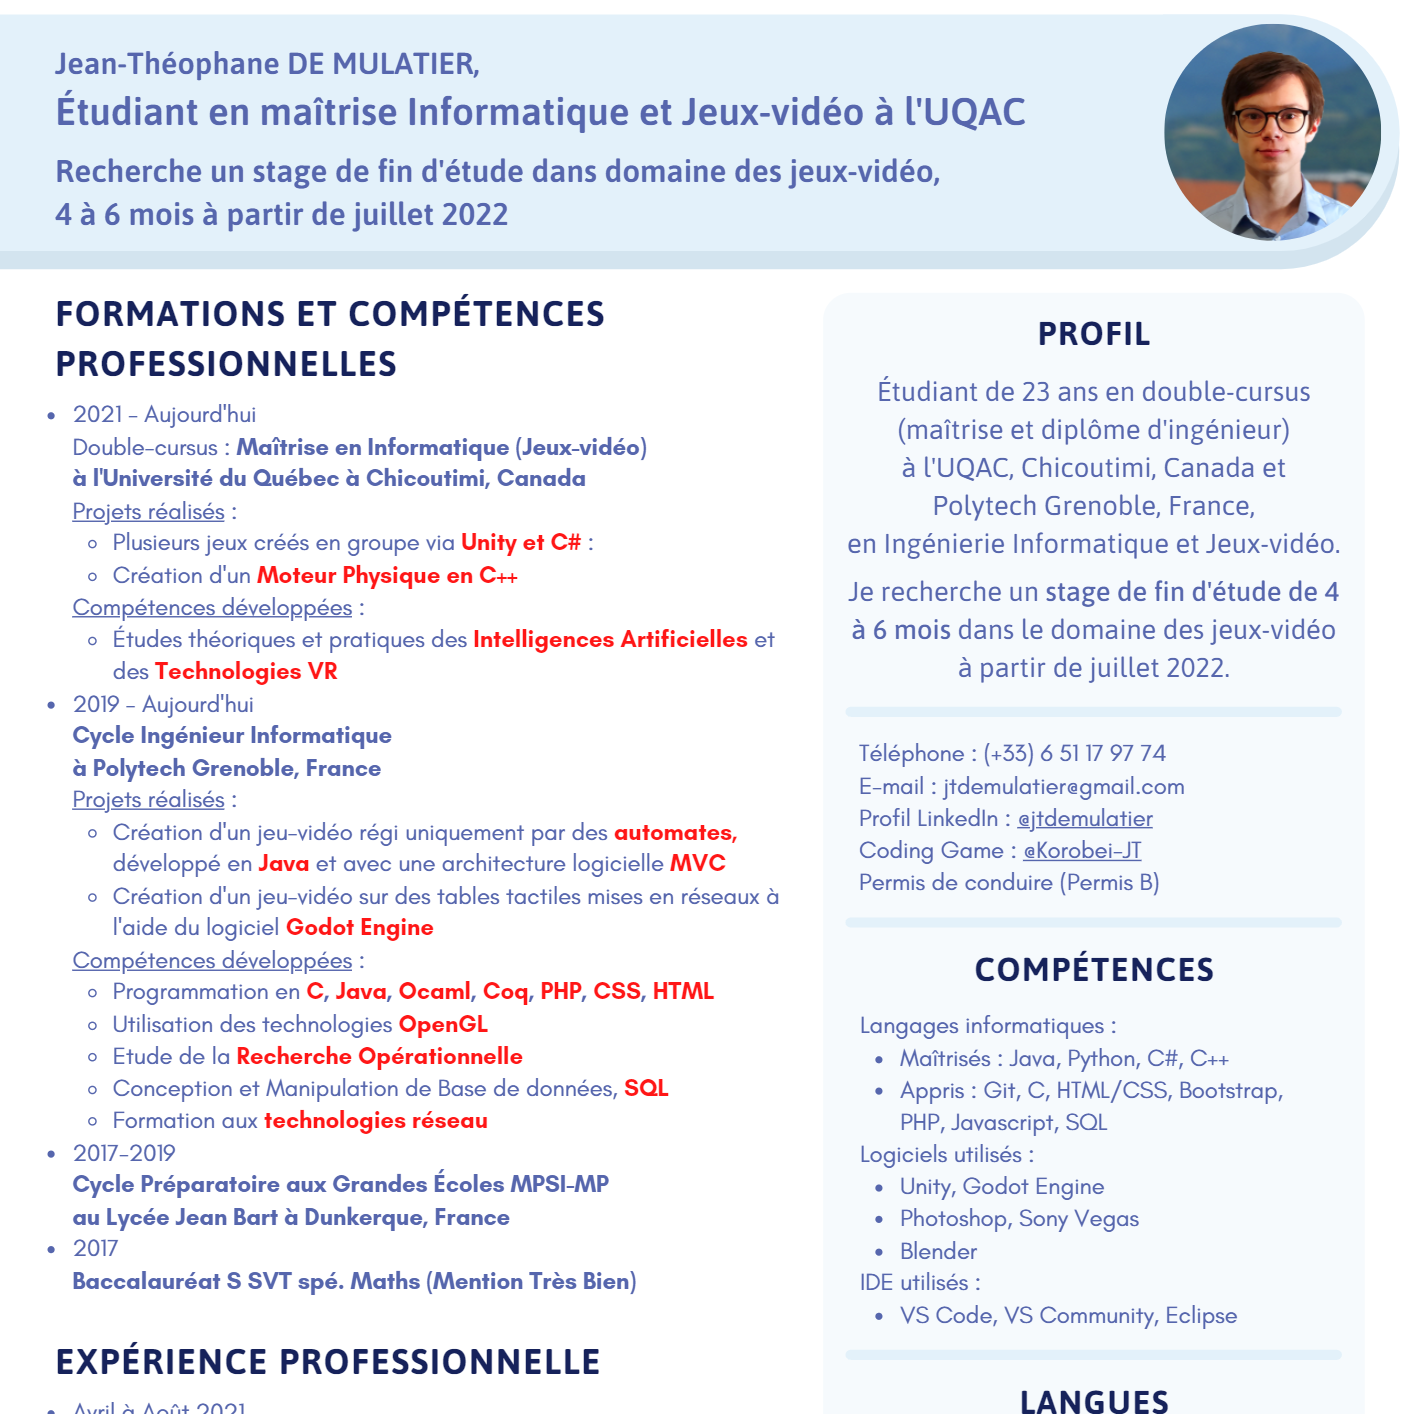 Jean-Théophane DE MULATIER,
Étudiant en maîtrise Informatique et Jeux-vidéo à l'UQAC
Recherche un stage de fin d'étude dans domaine des jeux-vidéo,
4 à 6 mois à partir de juillet 2022
FORMATIONS ET COMPÉTENCES
PROFESSIONNELLES
2021 - Aujourd'hui
Double-cursus : Maîtrise en Informatique (Jeux-vidéo)
à l'Université du Québec à Chicoutimi, Canada
Projets réalisés :
Plusieurs jeux créés en groupe via Unity et C# :
Création d'un Moteur Physique en C++
Compétences développées :
Études théoriques et pratiques des Intelligences Artificielles et
des Technologies VR
2019 - Aujourd'hui
Cycle Ingénieur Informatique
à Polytech Grenoble, France
Projets réalisés :
Création d'un jeu-vidéo régi uniquement par des automates,
développé en Java et avec une architecture logicielle MVC
Création d'un jeu-vidéo sur des tables tactiles mises en réseaux à
l'aide du logiciel Godot Engine
Compétences développées :
Programmation en C, Java, Ocaml, Coq, PHP, CSS, HTML
Utilisation des technologies OpenGL
Etude de la Recherche Opérationnelle
Conception et Manipulation de Base de données, SQL
Formation aux technologies réseau
2017-2019
Cycle Préparatoire aux Grandes Écoles MPSI-MP
au Lycée Jean Bart à Dunkerque, France
2017
Baccalauréat S SVT spé. Maths (Mention Très Bien)
EXPÉRIENCE PROFESSIONNELLE
Avril à Août 2021
PROFIL
Étudiant de 23 ans en double-cursus
(maîtrise et diplôme d'ingénieur)
à l'UQAC, Chicoutimi, Canada et
Polytech Grenoble, France,
en Ingénierie Informatique et Jeux-vidéo.
Je recherche un stage de fin d'étude de 4
à 6 mois dans le domaine des jeux-vidéo
à partir de juillet 2022.
Téléphone : (+33) 6 51 17 97 74
E-mail : jtdemulatier@gmail.com
Profil LinkedIn : @jtdemulatier
Coding Game : @Korobei-JT
Permis de conduire (Permis B)
COMPÉTENCES
Langages informatiques :
Maîtrisés : Java, Python, C#, C++
Appris : Git, C, HTML/CSS, Bootstrap,
PHP, Javascript, SQL
Logiciels utilisés :
Unity, Godot Engine
Photoshop, Sony Vegas
Blender
IDE utilisés :
VS Code, VS Community, Eclipse
LANGUES